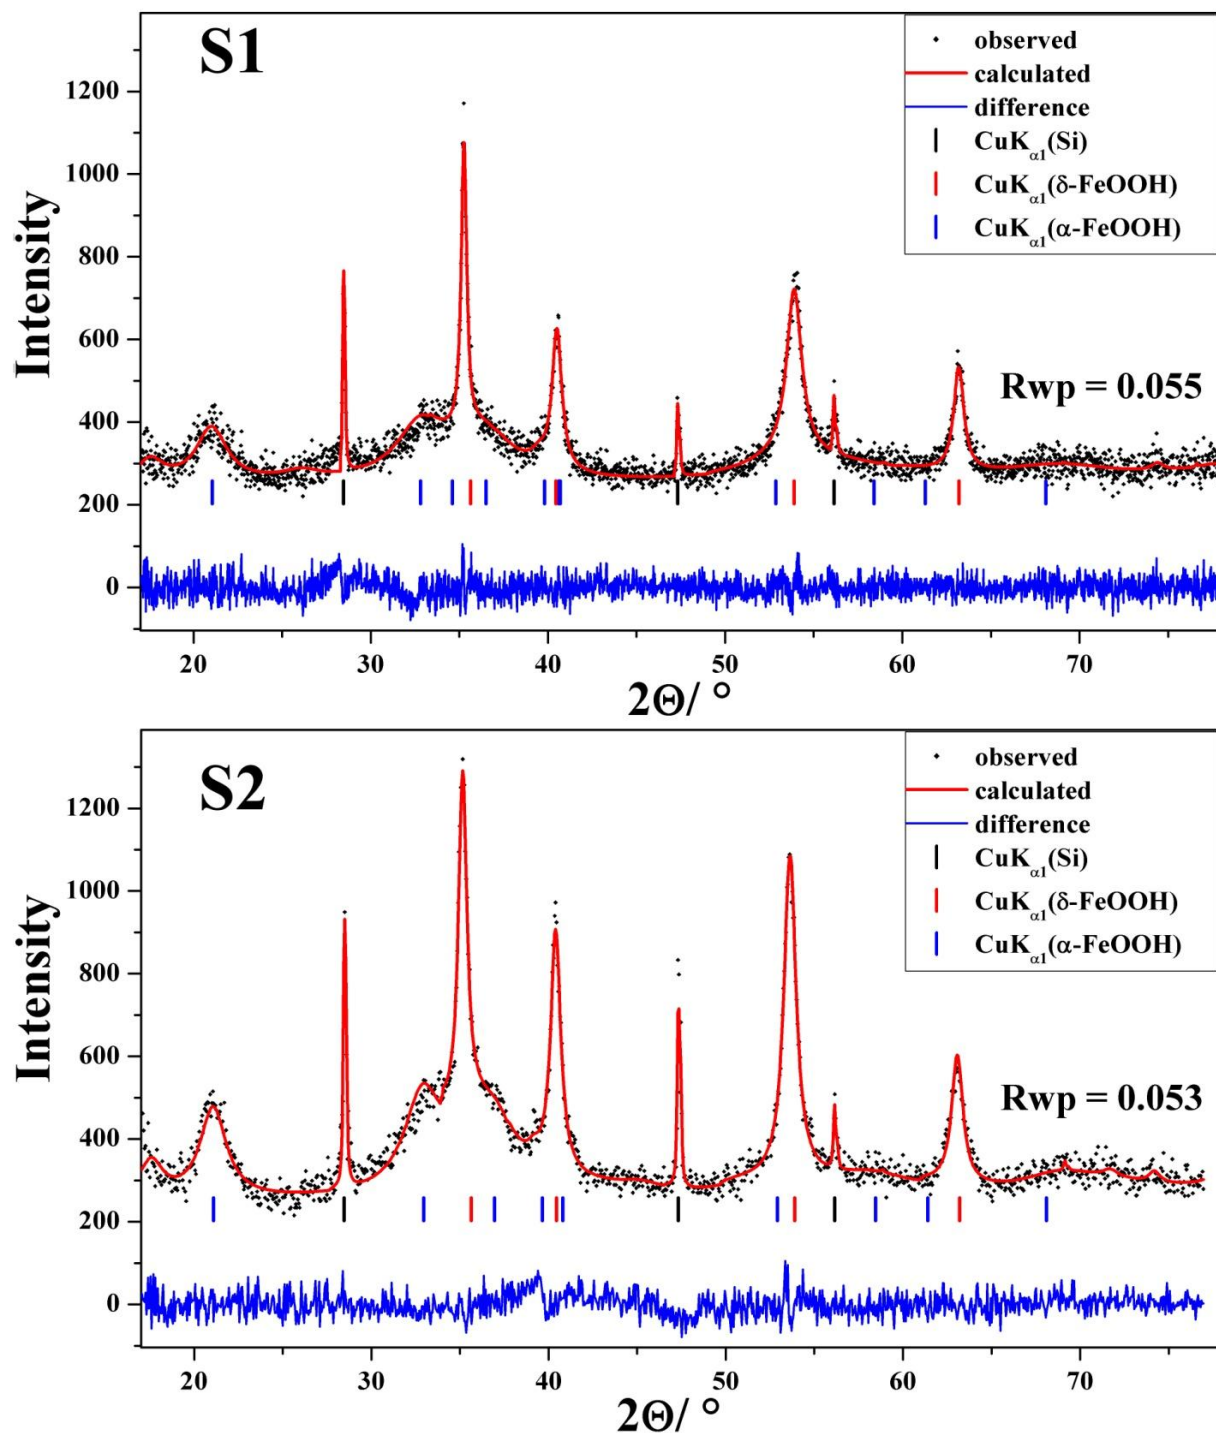 S1
observed
calculated
difference
CuKα1(Si)
CuKα1(δ-FeOOH)
CuKα1(α-FeOOH)
Rwp = 0.055
Intensity
1200
1000
800
600
400
200
0
20 30 40 50 60 70
2Θ/ °
S2
observed
calculated
difference
CuKα1(Si)
CuKα1(δ-FeOOH)
CuKα1(α-FeOOH)
Rwp = 0.053
Intensity
1200
1000
800
600
400
200
0
20 30 40 50 60 70
2Θ/ °